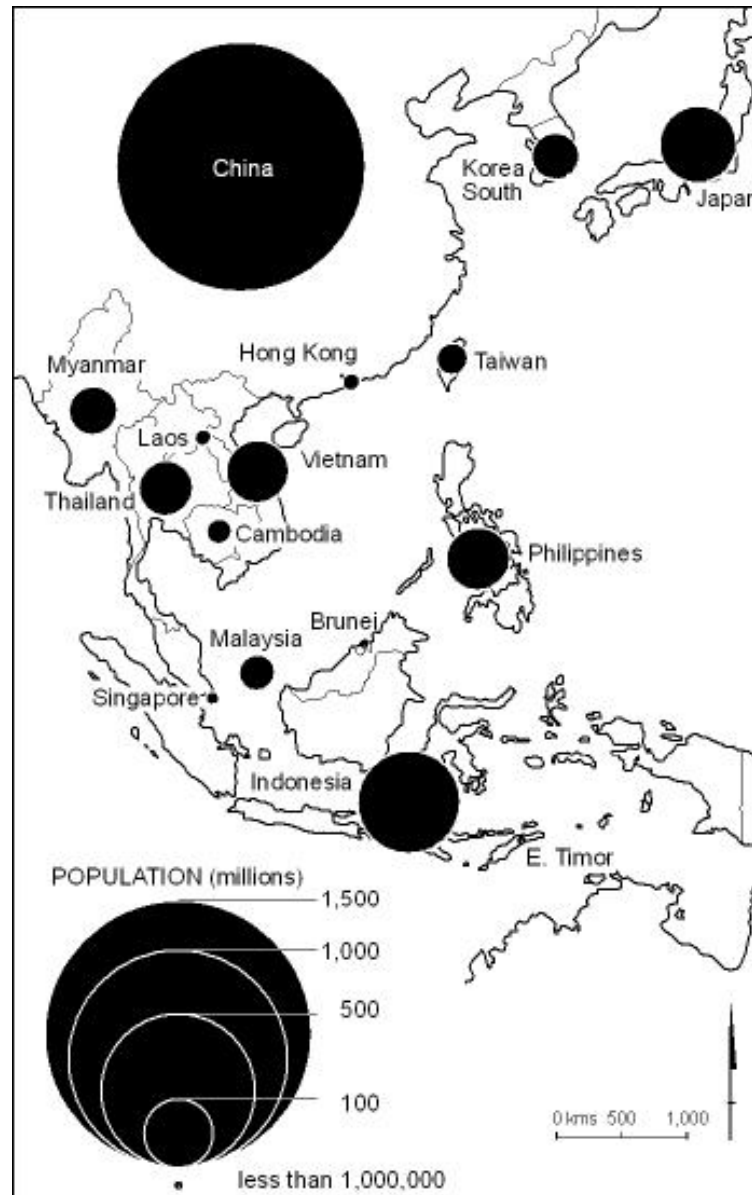 China
Korea
South
Japan
Hong Kong
Taiwan
Myanmar
Laos
Vietnam
Thailand
Cambodia
Philippines
Brunei
Malaysia
Singapore
Indonesia
E. Timor
POPULATION (millions)
1,500
1,000
500
100
less than 1,000,000
0 kms 500 1,000